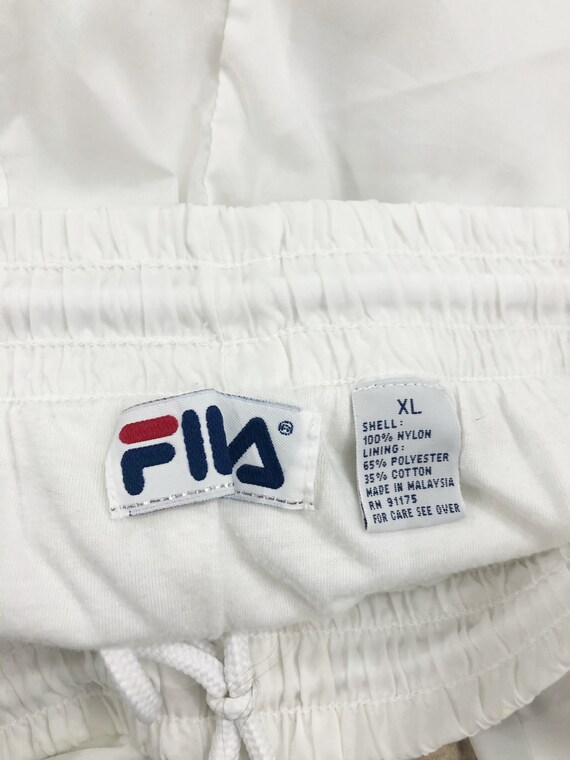 FILA ®
XL
SHELL:
100% NYLON
LINING:
65% POLYESTER
35% COTTON
MADE IN MALAYSIA
RN 91175
FOR CARE SEE OVER